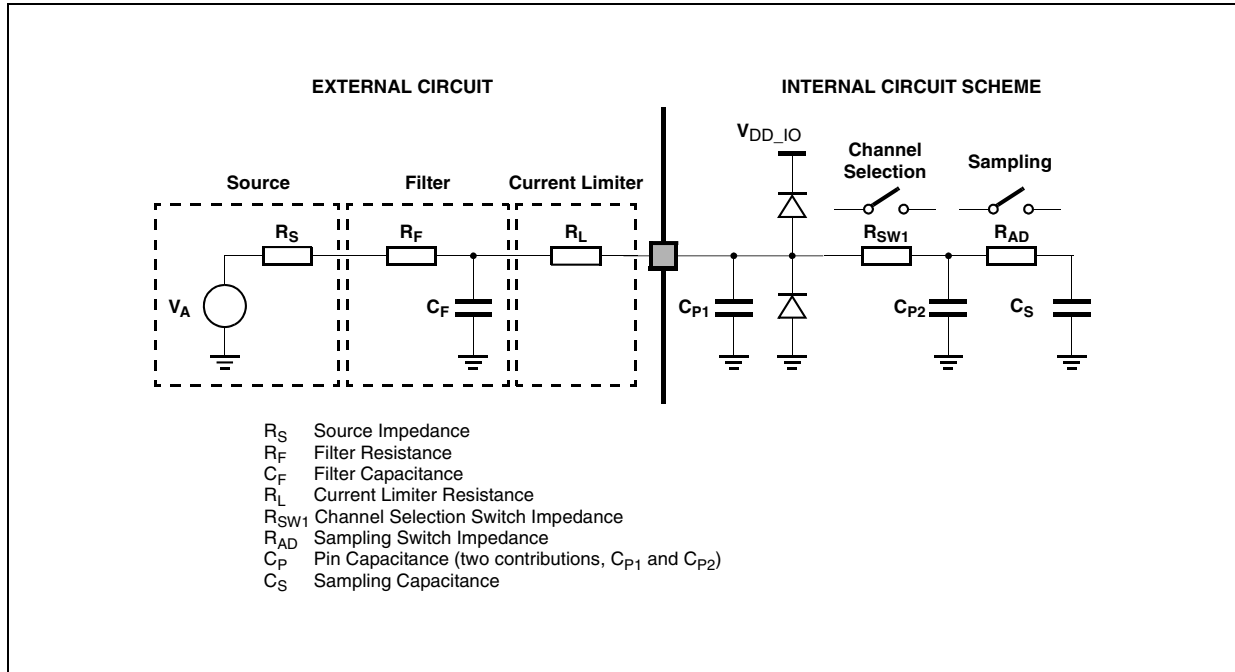 EXTERNAL CIRCUIT
INTERNAL CIRCUIT SCHEME
VDD_IO
Channel
Selection
Sampling
Source
Filter
Current Limiter
RS
RF
RL
RSW1
RAD
VA
CF
CP1
CP2
CS
RS Source Impedance
RF Filter Resistance
CF Filter Capacitance
RL Current Limiter Resistance
RSW1 Channel Selection Switch Impedance
RAD Sampling Switch Impedance
CP Pin Capacitance (two contributions, CP1 and CP2)
CS Sampling Capacitance